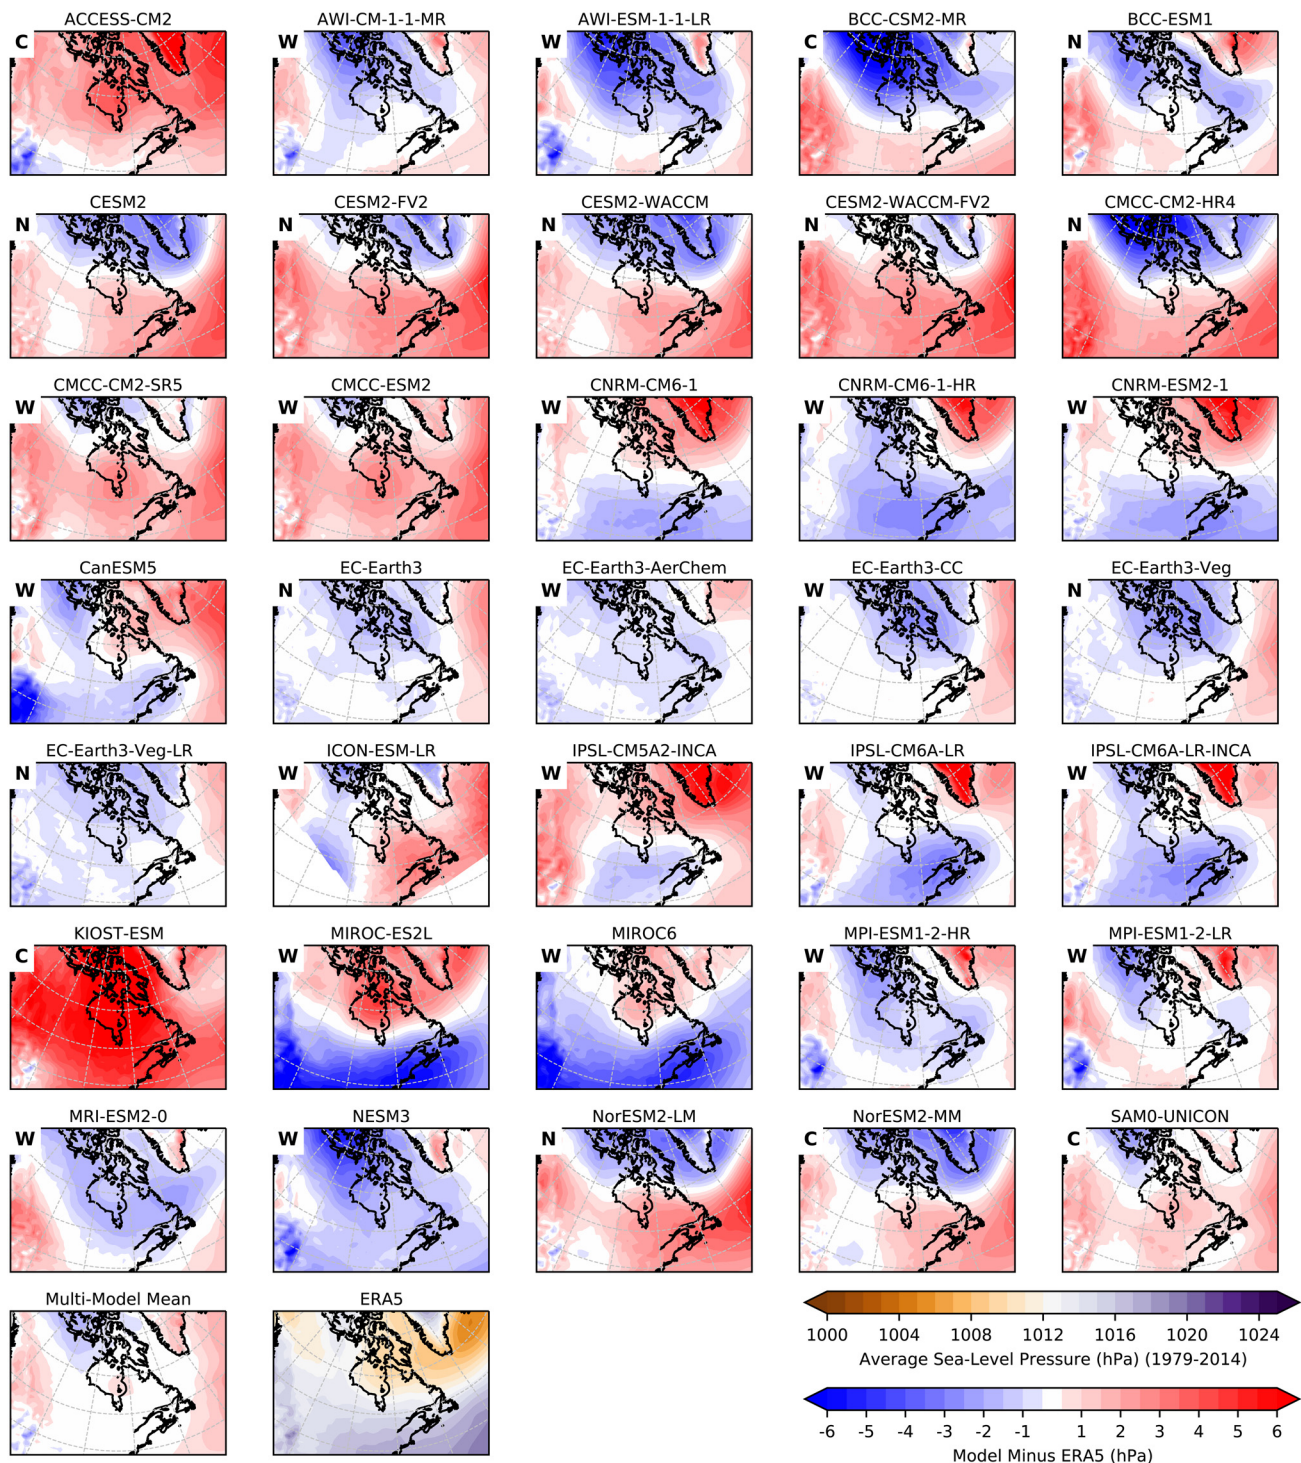 ACCESS-CM2 AWI-CM-1-1-MR AWI-ESM-1-1-LR BCC-CSM2-MR BCC-ESM1
C W W C N
CESM2 CESM2-FV2 CESM2-WACCM CESM2-WACCM-FV2 CMCC-CM2-HR4
N N N N N
CMCC-CM2-SR5 CMCC-ESM2 CNRM-CM6-1 CNRM-CM6-1-HR CNRM-ESM2-1
W W W W W
CanESM5 EC-Earth3 EC-Earth3-AerChem EC-Earth3-CC EC-Earth3-Veg
W N W W N
EC-Earth3-Veg-LR ICON-ESM-LR IPSL-CM5A2-INCA IPSL-CM6A-LR IPSL-CM6A-LR-INCA
N W W W W
KIOST-ESM MIROC-ES2L MIROC6 MPI-ESM1-2-HR MPI-ESM1-2-LR
C W W W W
MRI-ESM2-0 NESM3 NorESM2-LM NorESM2-MM SAM0-UNICON
W W N C C
Multi-Model Mean ERA5
1000 1004 1008 1012 1016 1020 1024
Average Sea-Level Pressure (hPa) (1979-2014)
-6 -5 -4 -3 -2 -1 1 2 3 4 5 6
Model Minus ERA5 (hPa)